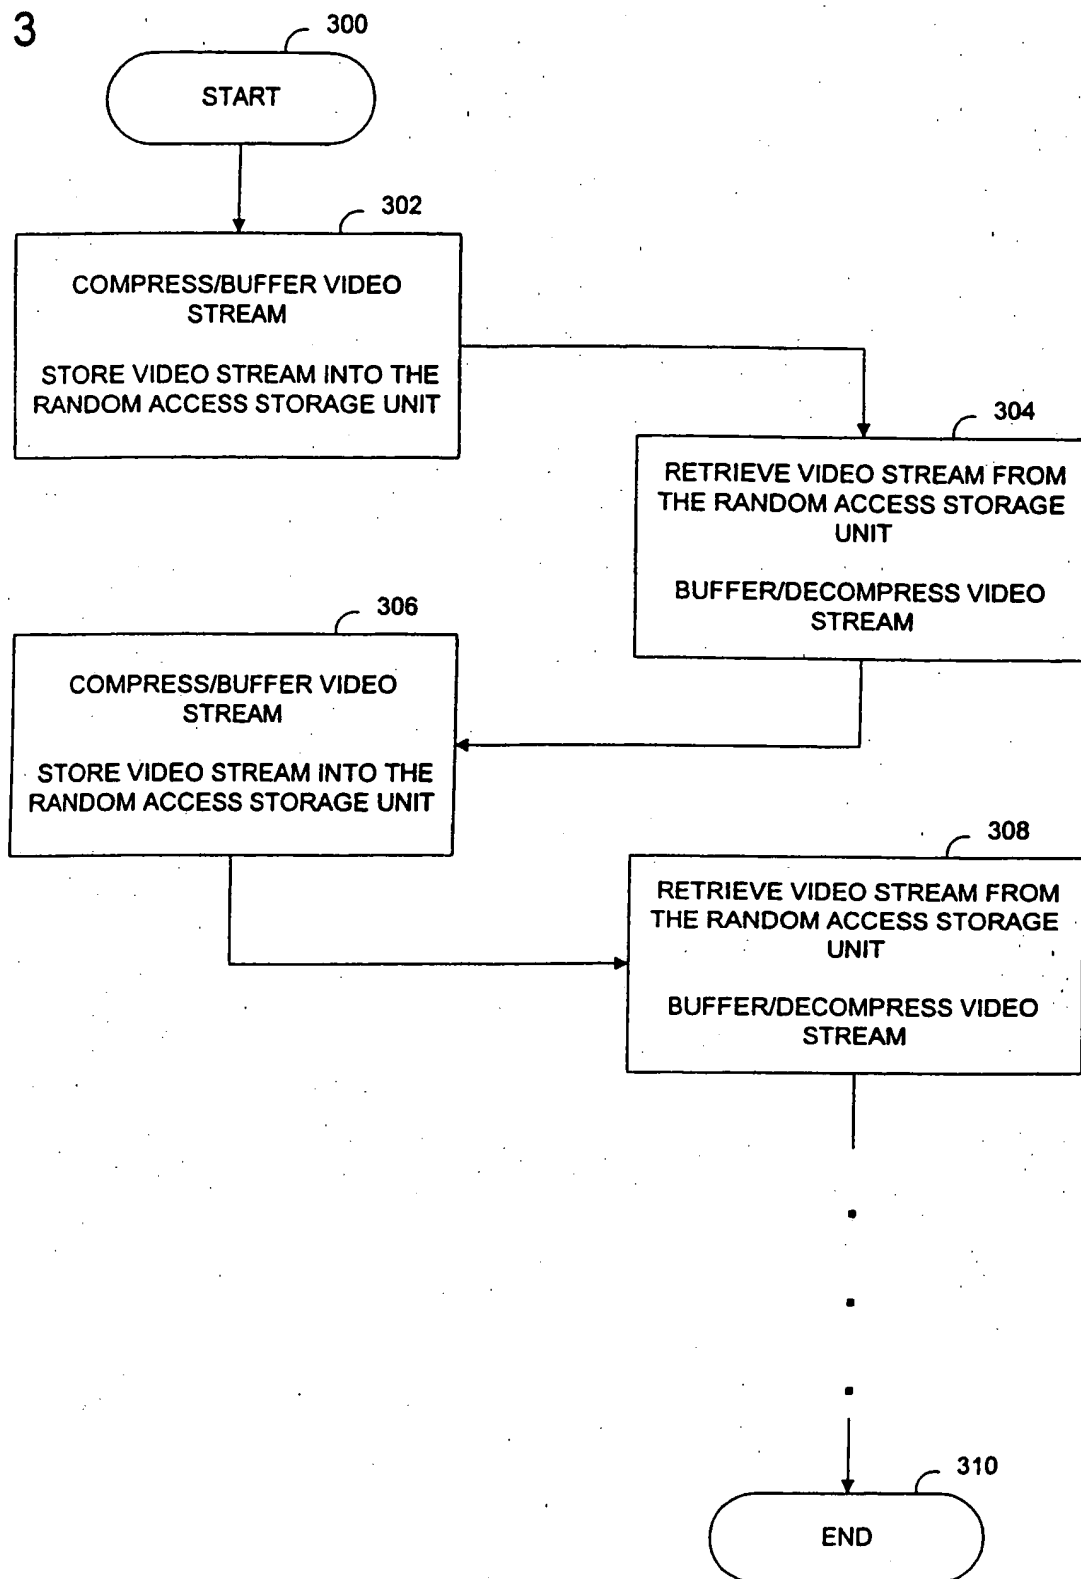 3
300
START
302
COMPRESS/BUFFER VIDEO
STREAM
STORE VIDEO STREAM INTO THE
RANDOM ACCESS STORAGE UNIT
304
RETRIEVE VIDEO STREAM FROM
THE RANDOM ACCESS STORAGE
UNIT
BUFFER/DECOMPRESS VIDEO
STREAM
306
COMPRESS/BUFFER VIDEO
STREAM
STORE VIDEO STREAM INTO THE
RANDOM ACCESS STORAGE UNIT
308
RETRIEVE VIDEO STREAM FROM
THE RANDOM ACCESS STORAGE
UNIT
BUFFER/DECOMPRESS VIDEO
STREAM
310
END